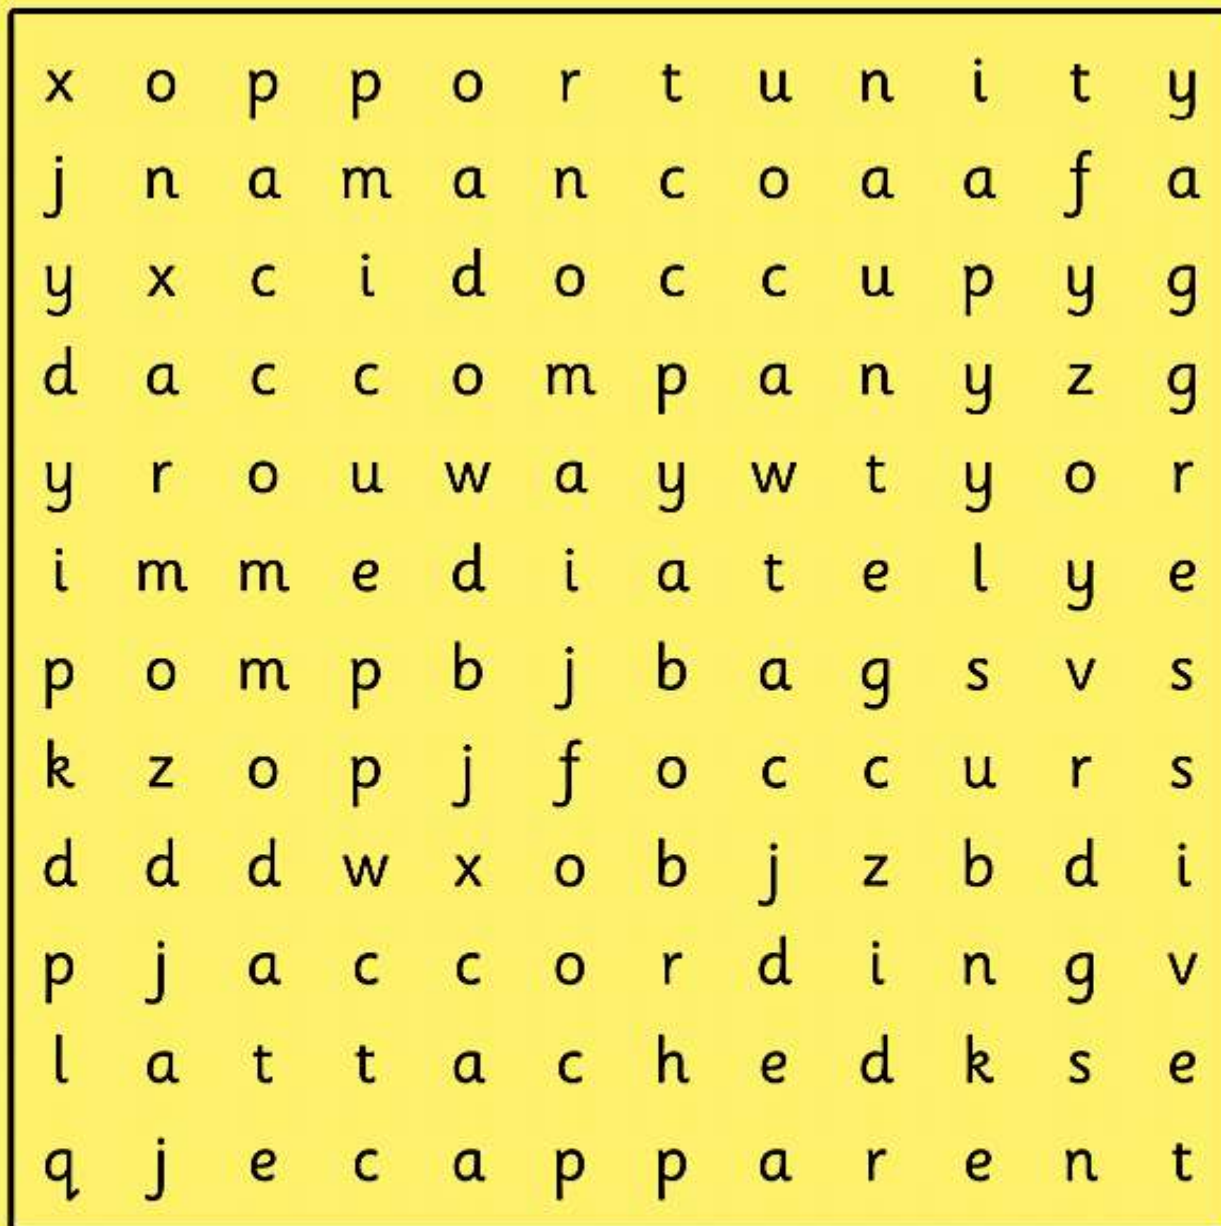 x o p p o r t u n i t y
j n a m a n c o a a f a
y x c i d o c c u p y g
d a c c o m p a n y z g
y r o u w a y w t y o r
i m m e d i a t e l y e
p o m p b j b a g s v s
k z o p j f o c c u r s
d d d w x o b j z b d i
p j a c c o r d i n g v
l a t t a c h e d k s e
q j e c a p p a r e n t